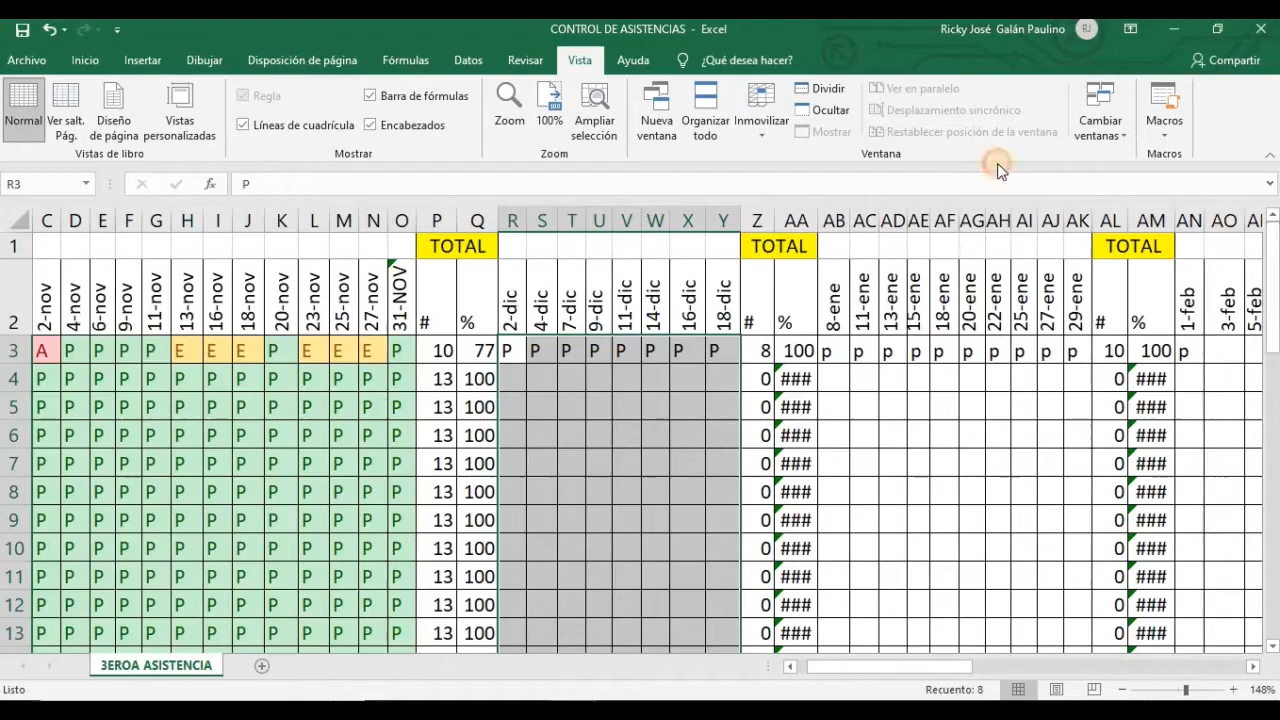 CONTROL DE ASISTENCIAS - Excel
Ricky José Galán Paulino RJ
Archivo Inicio Insertar Dibujar Disposición de página Fórmulas Datos Revisar Vista Ayuda ¿Qué desea hacer? Compartir
Normal
Ver salt. Pág.
Diseño de página
Vistas personalizadas
Vistas de libro
Regla
Barra de fórmulas
Líneas de cuadrícula
Encabezados
Mostrar
Zoom
100%
Ampliar selección
Zoom
Nueva ventana
Organizar todo
Inmovilizar
Dividir
Ocultar
Mostrar
Ver en paralelo
Desplazamiento sincrónico
Restablecer posición de la ventana
Ventana
Cambiar ventanas
Macros
Macros
R3 fx P
C D E F G H I J K L M N O P Q R S T U V W X Y Z AA AB AC AD AE AF AG AH AI AJ AK AL AM AN AO
1 TOTAL TOTAL TOTAL
2 2-nov 4-nov 6-nov 9-nov 11-nov 13-nov 16-nov 18-nov 20-nov 23-nov 25-nov 27-nov 31-NOV # % 2-dic 4-dic 7-dic 9-dic 11-dic 14-dic 16-dic 18-dic # % 8-ene 11-ene 13-ene 15-ene 18-ene 20-ene 22-ene 25-ene 27-ene 29-ene # % 1-feb 3-feb 5-feb
3 A P P P P E E E P E E E P 10 77 P P P P P P P P 8 100 p p p p p p p p p p 10 100 p
4 P P P P P P P P P P P P P 13 100 0 ### 0 ###
5 P P P P P P P P P P P P P 13 100 0 ### 0 ###
6 P P P P P P P P P P P P P 13 100 0 ### 0 ###
7 P P P P P P P P P P P P P 13 100 0 ### 0 ###
8 P P P P P P P P P P P P P 13 100 0 ### 0 ###
9 P P P P P P P P P P P P P 13 100 0 ### 0 ###
10 P P P P P P P P P P P P P 13 100 0 ### 0 ###
11 P P P P P P P P P P P P P 13 100 0 ### 0 ###
12 P P P P P P P P P P P P P 13 100 0 ### 0 ###
13 P P P P P P P P P P P P P 13 100 0 ### 0 ###
3EROA ASISTENCIA
Listo Recuento: 8 148%